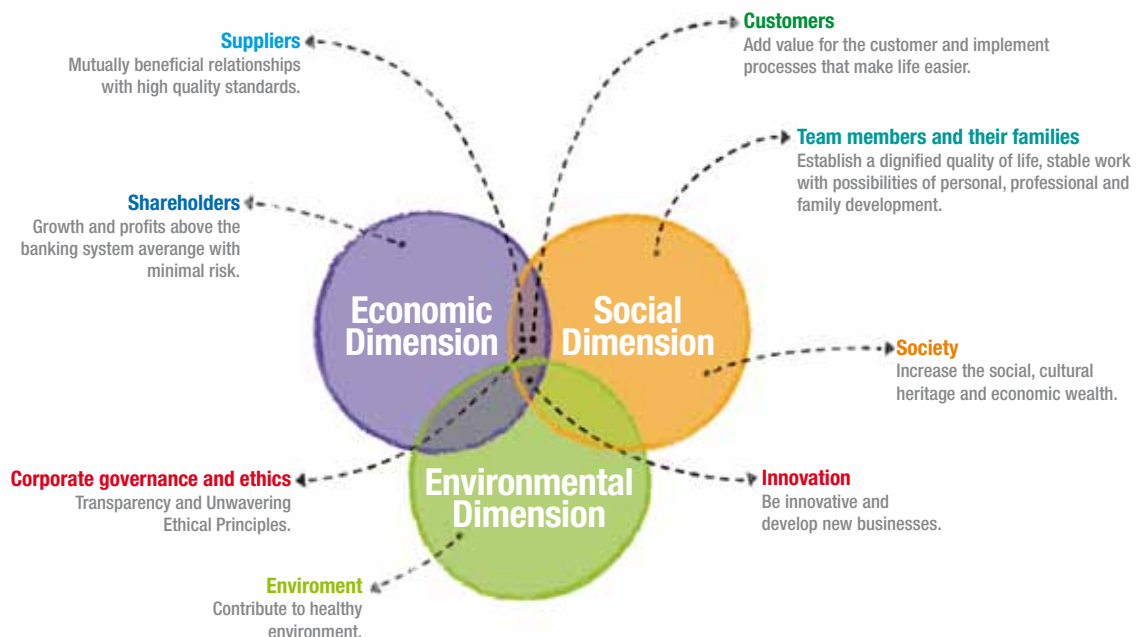 Suppliers
Mutually beneficial relationships
with high quality standards.
Customers
Add value for the customer and implement
processes that make life easier.
Team members and their families
Establish a dignified quality of life, stable work
with possibilities of personal, professional and
family development.
Shareholders
Growth and profits above the
banking system averange with
minimal risk.
Economic
Dimension
Social
Dimension
Society
Increase the social, cultural
heritage and economic wealth.
Corporate governance and ethics
Transparency and Unwavering
Ethical Principles.
Environmental
Dimension
Innovation
Be innovative and
develop new businesses.
Enviroment
Contribute to healthy
environment.